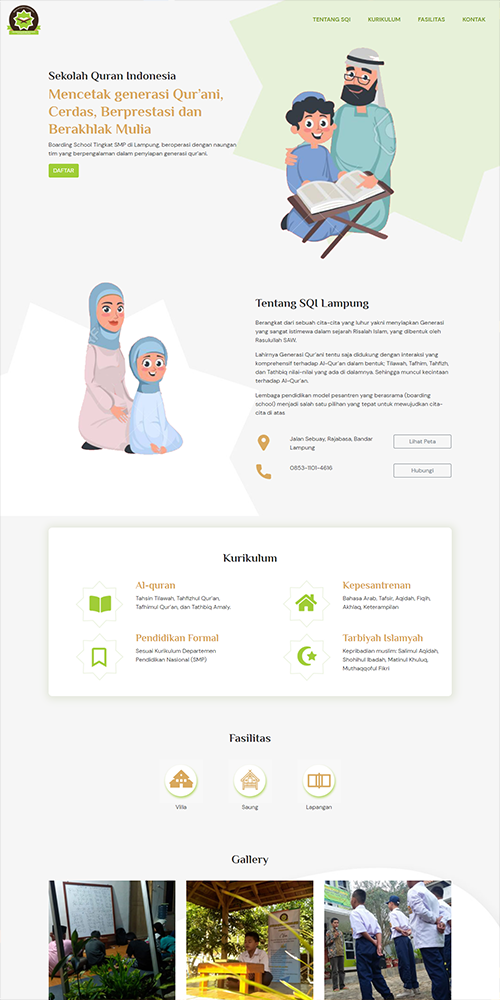 TENTANG SQI KURIKULUM FASILITAS KONTAK
Sekolah Quran Indonesia
Mencetak generasi Qur'ani,
Cerdas, Berprestasi dan
Berakhlak Mulia
Boarding School Tingkat SMP di Lampung, beroperasi dengan naungan
tim yang berpengalaman dalam penyiapan generasi qur'ani.
DAFTAR
Tentang SQI Lampung
Berangkat dari sebuah cita-cita yang luhur yakni menyiapkan Generasi
yang sangat istimewa dalam sejarah Risalah Islam, yang dibentuk oleh
Rasulullah SAW.
Lahirnya Generasi Qur'ani tentu saja didukung dengan interaksi yang
komprehensif terhadap Al-Qur'an dalam bentuk; Tilawah, Tafhim, Tahfizh,
dan Tathbiq nilai-nilai yang ada di dalamnya. Sehingga muncul kecintaan
terhadap Al-Qur'an.
Lembaga pendidikan model pesantren yang berasrama (boarding
school) menjadi salah satu pilihan yang tepat untuk mewujudkan cita-
cita di atas
Jalan Sebuay, Rajabasa, Bandar
Lampung
Lihat Peta
0853-1101-4616
Hubungi
Kurikulum
Al-quran
Tahsin Tilawah, Tahfizhul Qur'an,
Tafhimul Qur'an, dan Tathbiq Amaly.
Kepesantrenan
Bahasa Arab, Tafsir, Aqidah, Fiqih,
Akhlaq, Keterampilan
Pendidikan Formal
Sesuai Kurikulum Departemen
Pendidikan Nasional (SMP)
Tarbiyah Islamyah
Kepribadian muslim: Salimul Aqidah,
Shohihul Ibadah, Matinul Khuluq,
Mutsaqqoful Fikri
Fasilitas
Villa Saung Lapangan
Gallery